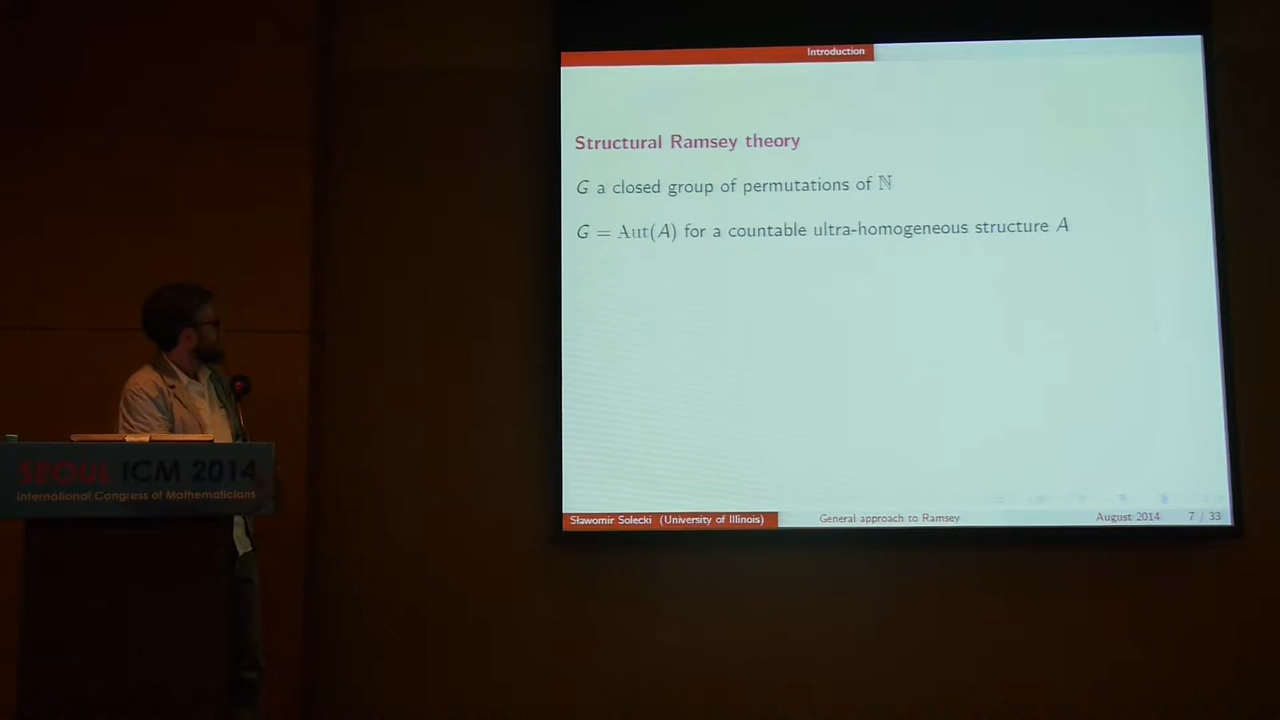 Introduction
Structural Ramsey theory
G a closed group of permutations of ℕ
G = Aut(A) for a countable ultra-homogeneous structure A
Sławomir Solecki (University of Illinois)
General approach to Ramsey
August 2014
7 / 33
SEOUL ICM 2014
International Congress of Mathematicians